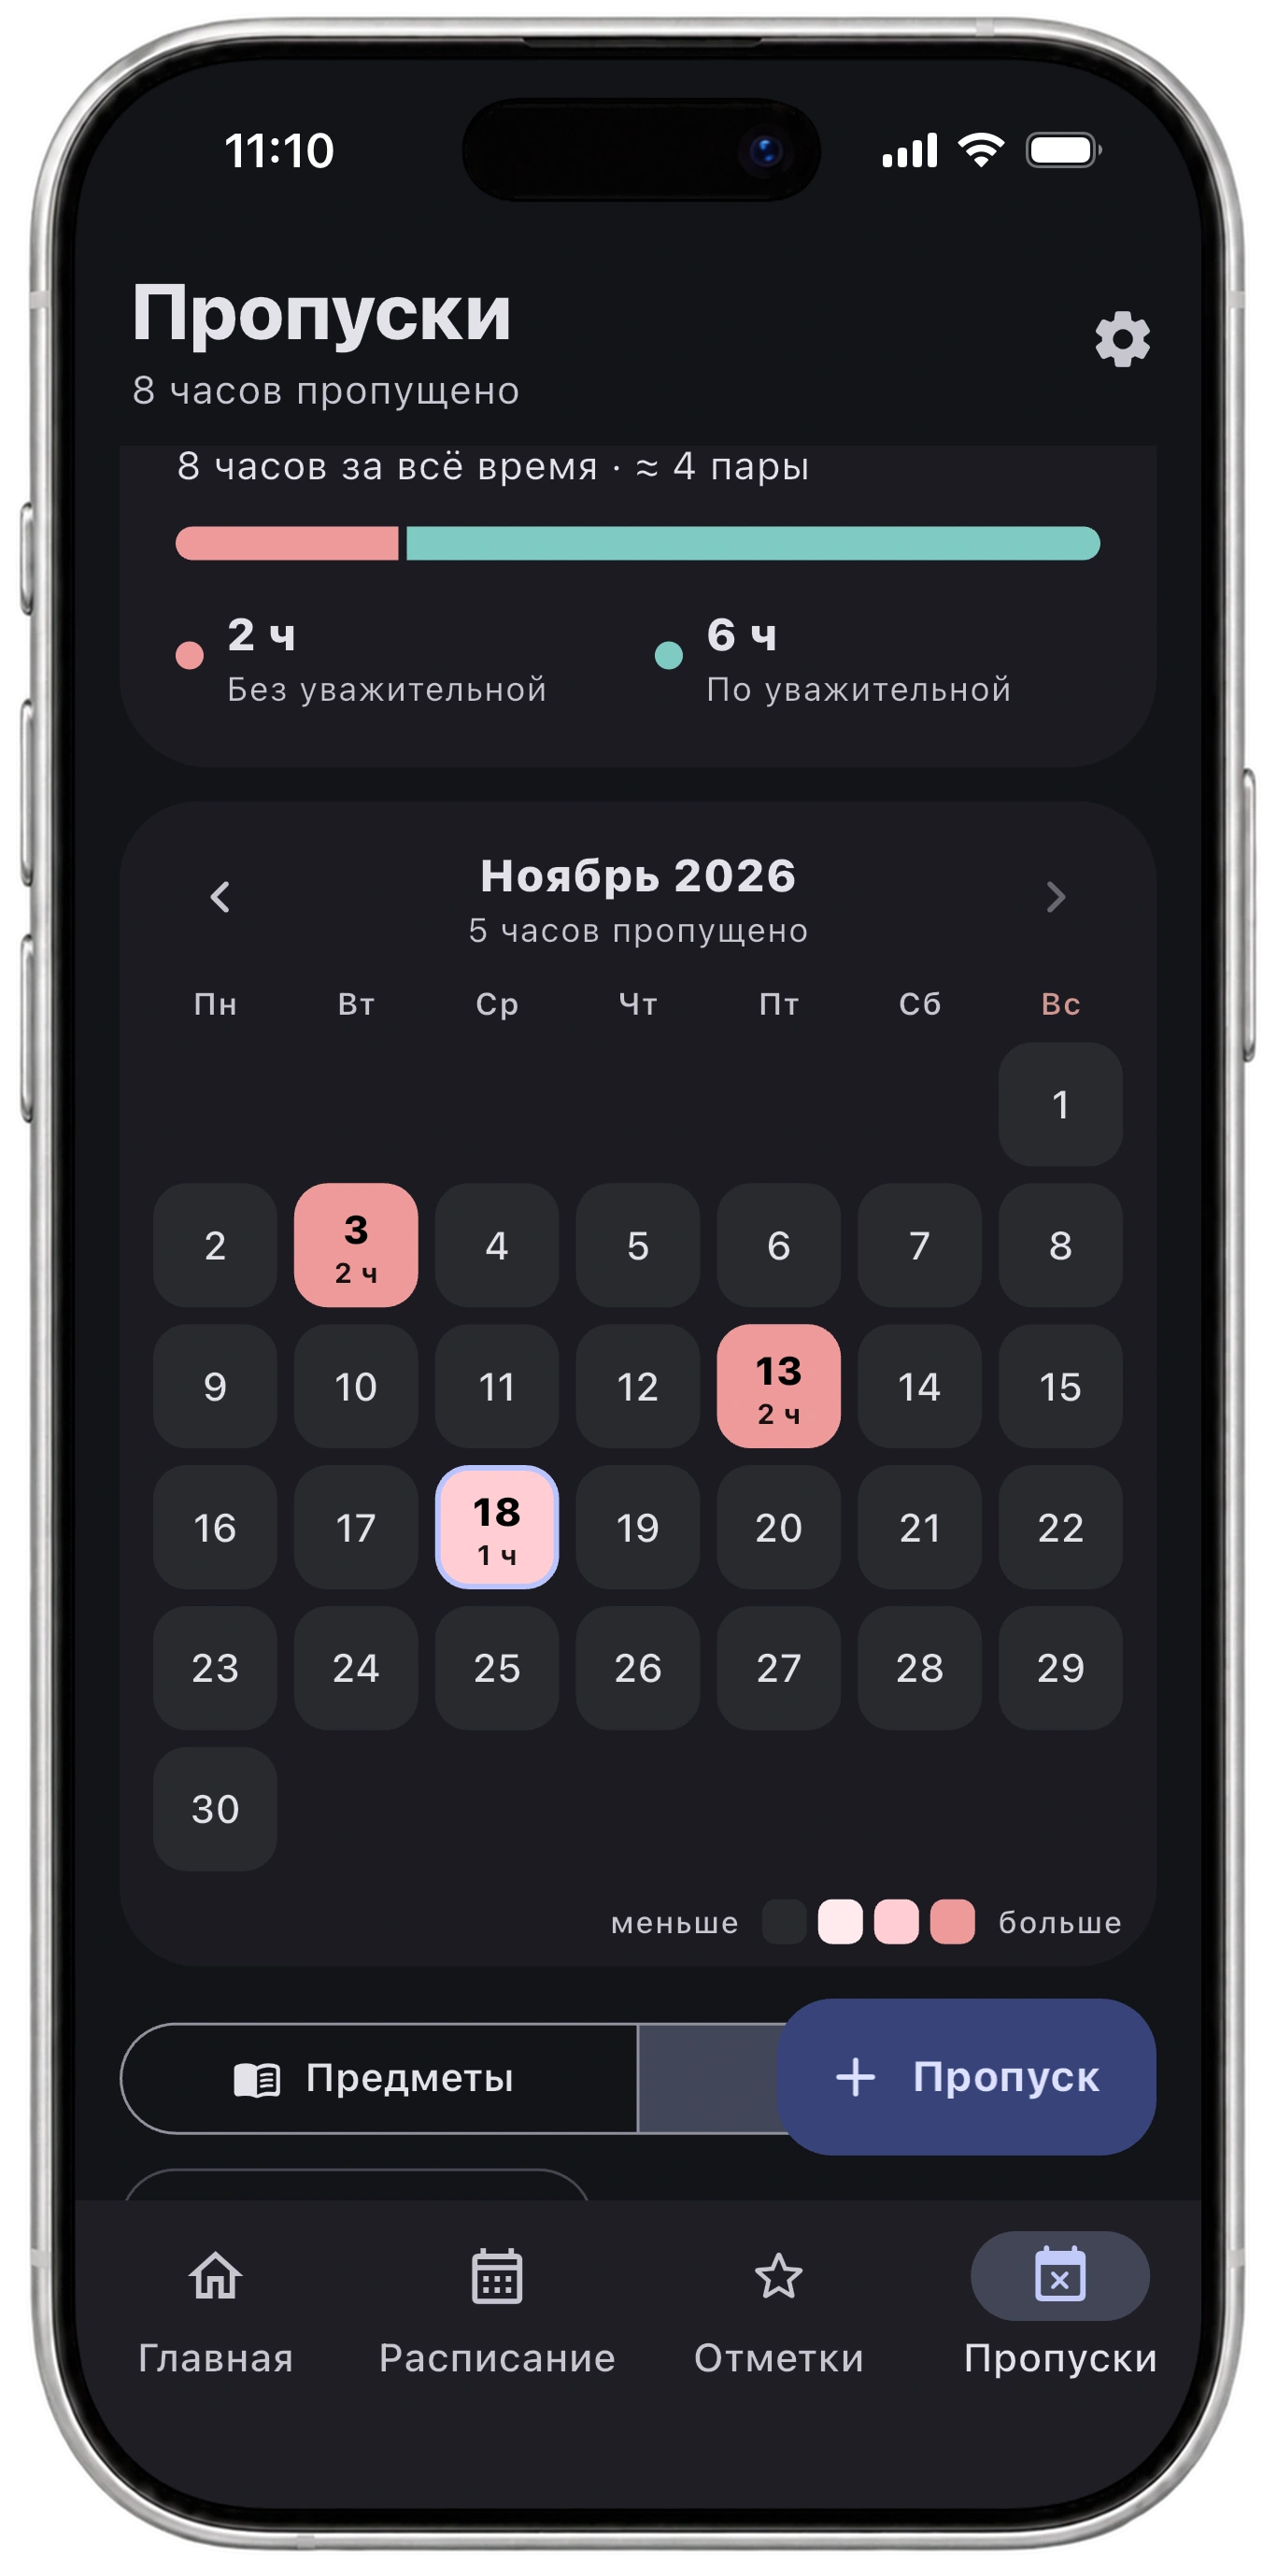 11:10
Пропуски
8 часов пропущено
8 часов за всё время · ≈ 4 пары
2 ч
Без уважительной
6 ч
По уважительной
Ноябрь 2026
5 часов пропущено
Пн Вт Ср Чт Пт Сб Вс
1
2 3 4 5 6 7 8
2 ч
9 10 11 12 13 14 15
2 ч
16 17 18 19 20 21 22
1 ч
23 24 25 26 27 28 29
30
меньше больше
Предметы
+ Пропуск
Главная Расписание Отметки Пропуски